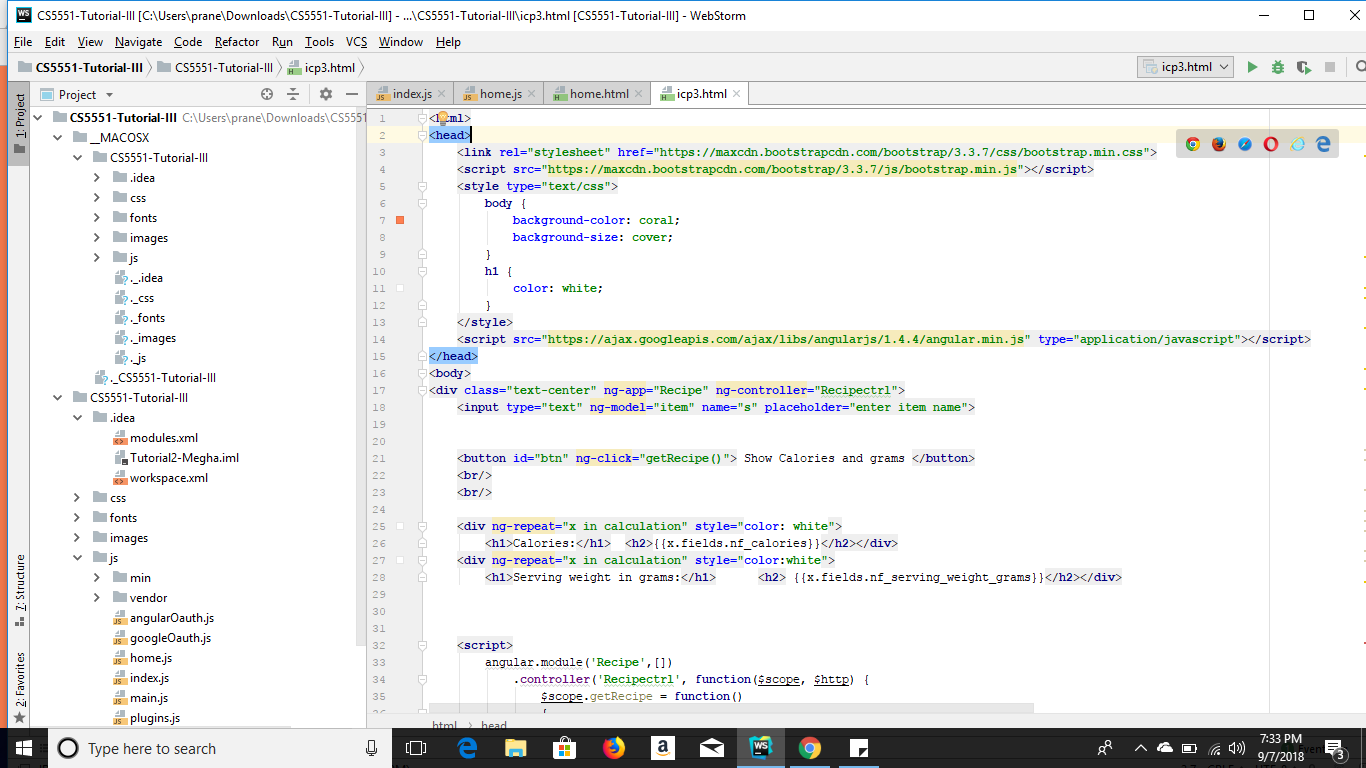 CS5551-Tutorial-III [C:\Users\prane\Downloads\CS5551-Tutorial-III] - ...\CS5551-Tutorial-III\icp3.html [CS5551-Tutorial-III] - WebStorm
File Edit View Navigate Code Refactor Run Tools VCS Window Help
CS5551-Tutorial-III CS5551-Tutorial-III icp3.html icp3.html
Project
index.js home.js home.html icp3.html
1: Project
7: Structure
2: Favorites
CS5551-Tutorial-III C:\Users\prane\Downloads\CS5551
__MACOSX
CS5551-Tutorial-III
.idea
css
fonts
images
js
._.idea
._css
._fonts
._images
._js
._CS5551-Tutorial-III
CS5551-Tutorial-III
.idea
modules.xml
Tutorial2-Megha.iml
workspace.xml
css
fonts
images
js
min
vendor
angularOauth.js
googleOauth.js
home.js
index.js
main.js
plugins.js
1 <html>
2 <head>
3 <link rel="stylesheet" href="https://maxcdn.bootstrapcdn.com/bootstrap/3.3.7/css/bootstrap.min.css">
4 <script src="https://maxcdn.bootstrapcdn.com/bootstrap/3.3.7/js/bootstrap.min.js"></script>
5 <style type="text/css">
6 body {
7 background-color: coral;
8 background-size: cover;
9 }
10 h1 {
11 color: white;
12 }
13 </style>
14 <script src="https://ajax.googleapis.com/ajax/libs/angularjs/1.4.4/angular.min.js" type="application/javascript"></script>
15 </head>
16 <body>
17 <div class="text-center" ng-app="Recipe" ng-controller="Recipectrl">
18 <input type="text" ng-model="item" name="s" placeholder="enter item name">
19
20
21 <button id="btn" ng-click="getRecipe()"> Show Calories and grams </button>
22 <br/>
23 <br/>
24
25 <div ng-repeat="x in calculation" style="color: white">
26 <h1>Calories:</h1> <h2>{{x.fields.nf_calories}}</h2></div>
27 <div ng-repeat="x in calculation" style="color:white">
28 <h1>Serving weight in grams:</h1> <h2> {{x.fields.nf_serving_weight_grams}}</h2></div>
29
30
31
32 <script>
33 angular.module('Recipe',[])
34 .controller('Recipectrl', function($scope, $http) {
35 $scope.getRecipe = function()
{
html head
Type here to search
7:33 PM
9/7/2018
3